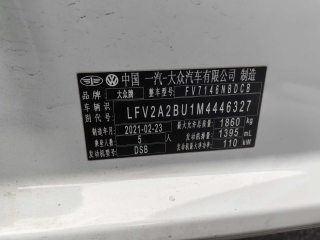 中国 一汽-大众汽车有限公司 制造
大众牌 整车型号: FV7146NBDCB
车辆识别代号: LFV2A2BU1M4446327
制造年月: 2021-02-23 最大允许总质量: 1860 kg
乘坐人数: 5 人 发动机排量: 1395 mL
发动机型号: DSB 发动机最大净功率: 110 kW